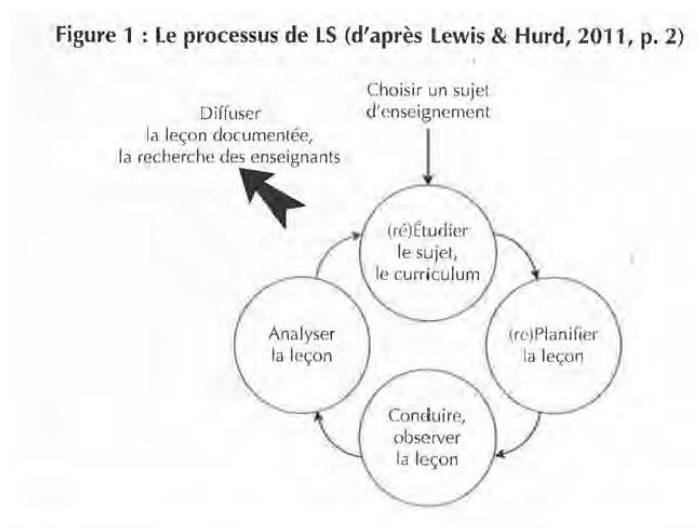 Figure 1 : Le processus de LS (d'après Lewis & Hurd, 2011, p. 2)
Choisir un sujet
d'enseignement
Diffuser
la leçon documentée,
la recherche des enseignants
(ré)Étudier
le sujet,
le curriculum
(re)Planifier
la leçon
Conduire,
observer
la leçon
Analyser
la leçon